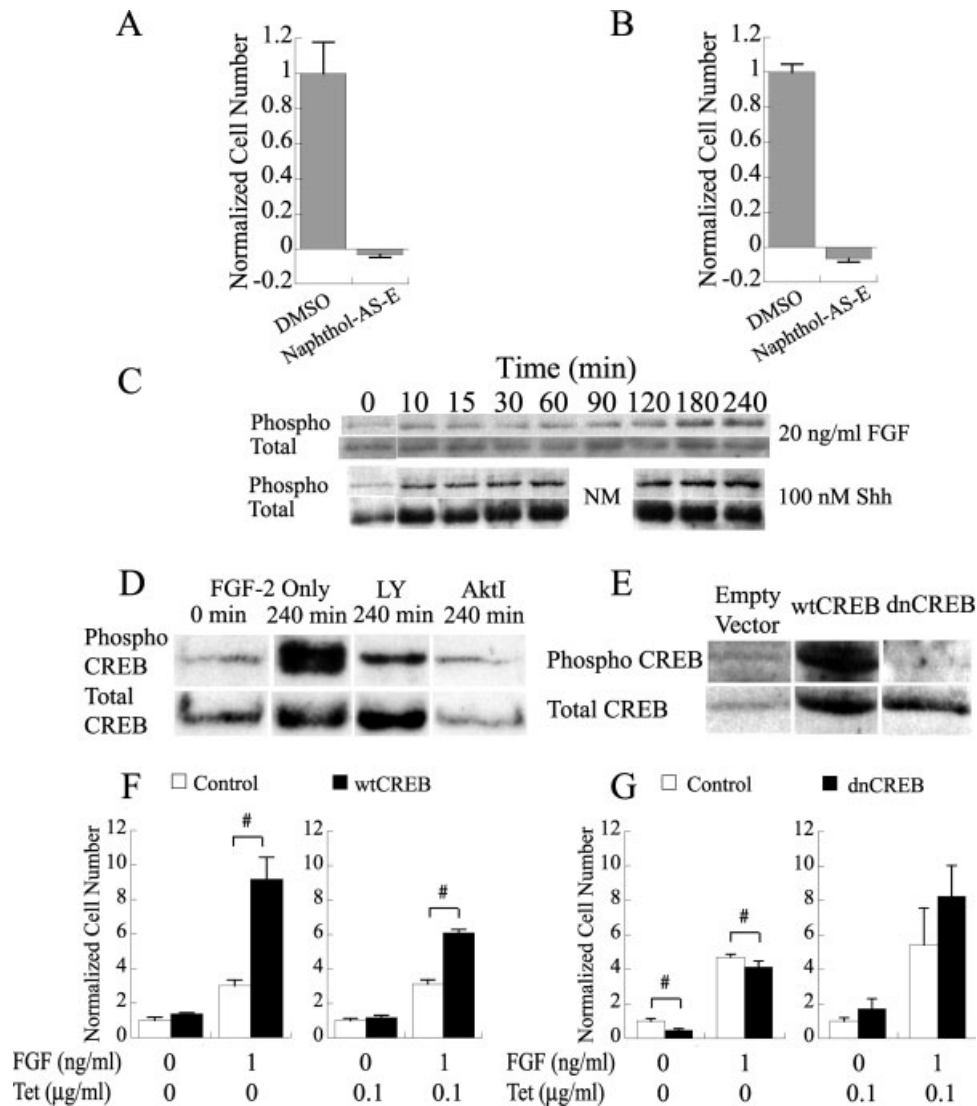 A
Normalized Cell Number
1.2
1
0.8
0.6
0.4
0.2
0
-0.2
DMSO
Naphthol-AS-E
B
Normalized Cell Number
1.2
1
0.8
0.6
0.4
0.2
0
-0.2
DMSO
Naphthol-AS-E
C
Time (min)
0 10 15 30 60 90 120 180 240
Phospho
Total
20 ng/ml FGF
Phospho
Total
NM
100 nM Shh
D
FGF-2 Only LY AktI
0 min 240 min 240 min 240 min
Phospho
CREB
Total
CREB
E
Empty
Vector
wtCREB dnCREB
Phospho CREB
Total CREB
F
Control wtCREB
Normalized Cell Number
12
10
8
6
4
2
0
#
12
10
8
6
4
2
0
#
G
Control dnCREB
Normalized Cell Number
12
10
8
6
4
2
0
#
#
12
10
8
6
4
2
0
FGF (ng/ml) 0 1 0 1 0 1 0 1
Tet (μg/ml) 0 0 0.1 0.1 0 0 0.1 0.1